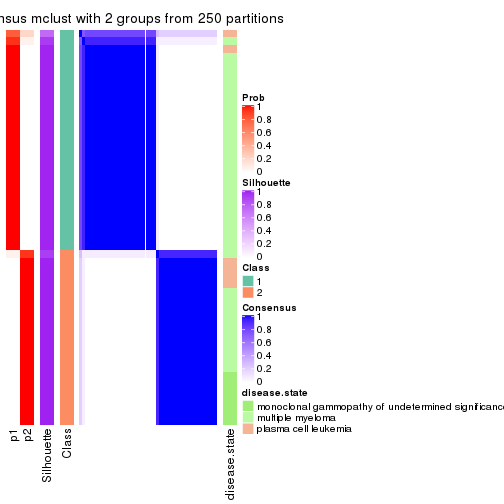 nsus mclust with 2 groups from 250 partitions
Prob
1
0.8
0.6
0.4
0.2
0
Silhouette
1
0.8
0.6
0.4
0.2
0
Class
1
2
Consensus
1
0.8
0.6
0.4
0.2
0
disease.state
monoclonal gammopathy of undetermined significance
multiple myeloma
plasma cell leukemia
p1
p2
Silhouette
Class
disease.state